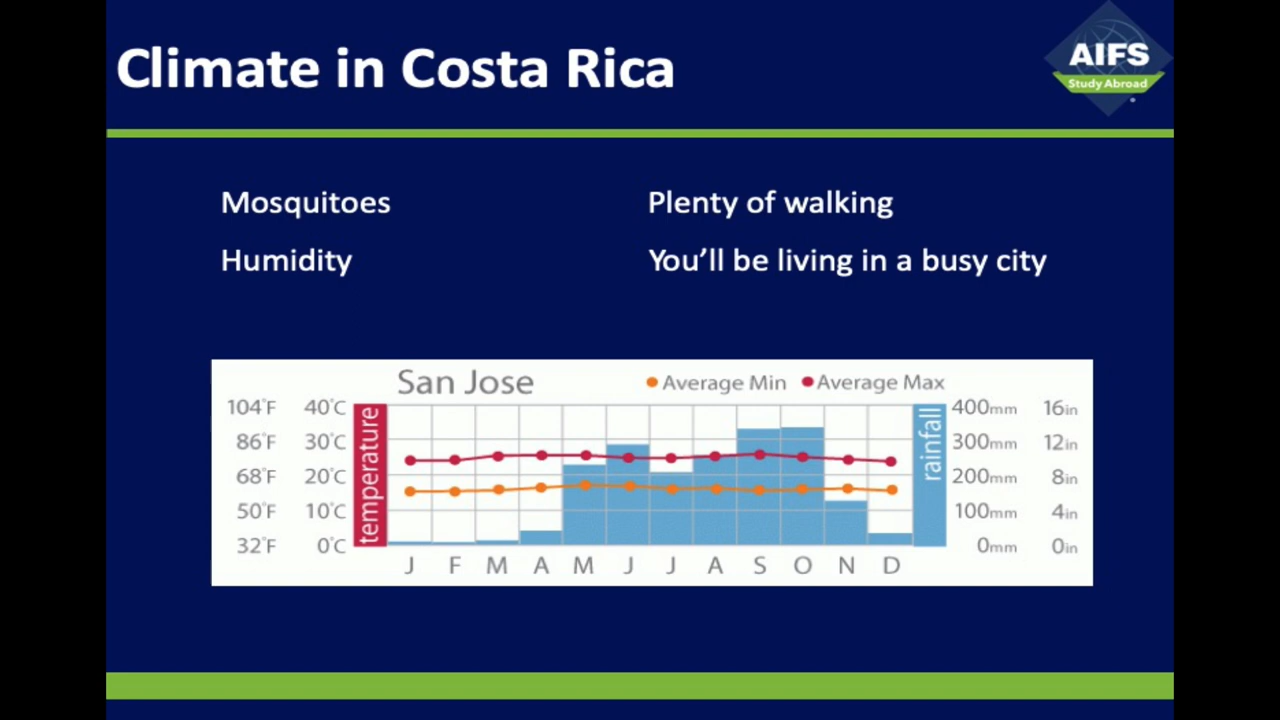 Climate in Costa Rica
AIFS
Study Abroad
Mosquitoes
Plenty of walking
Humidity
You'll be living in a busy city
San Jose
Average Min
Average Max
104°F 40°C
86°F 30°C
68°F 20°C
50°F 10°C
32°F 0°C
temperature
rainfall
400mm 16in
300mm 12in
200mm 8in
100mm 4in
0mm 0in
J F M A M J J A S O N D